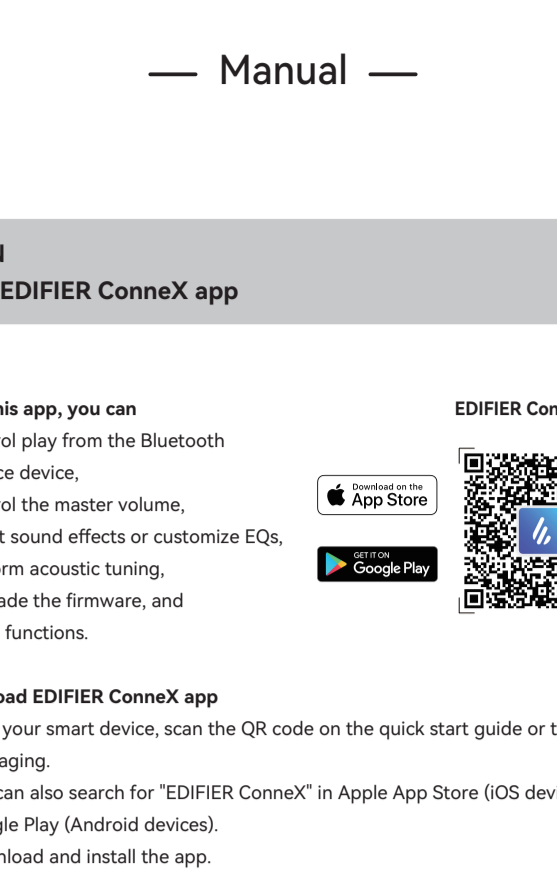 Manual
EDIFIER ConneX app
his app, you can
EDIFIER Con
rol play from the Bluetooth
ce device,
Download on the
App Store
rol the master volume,
t sound effects or customize EQs,
GET IT ON
Google Play
orm acoustic tuning,
ade the firmware, and
functions.
oad EDIFIER ConneX app
your smart device, scan the QR code on the quick start guide or t
aging.
can also search for "EDIFIER ConneX" in Apple App Store (iOS devi
gle Play (Android devices).
nload and install the app.